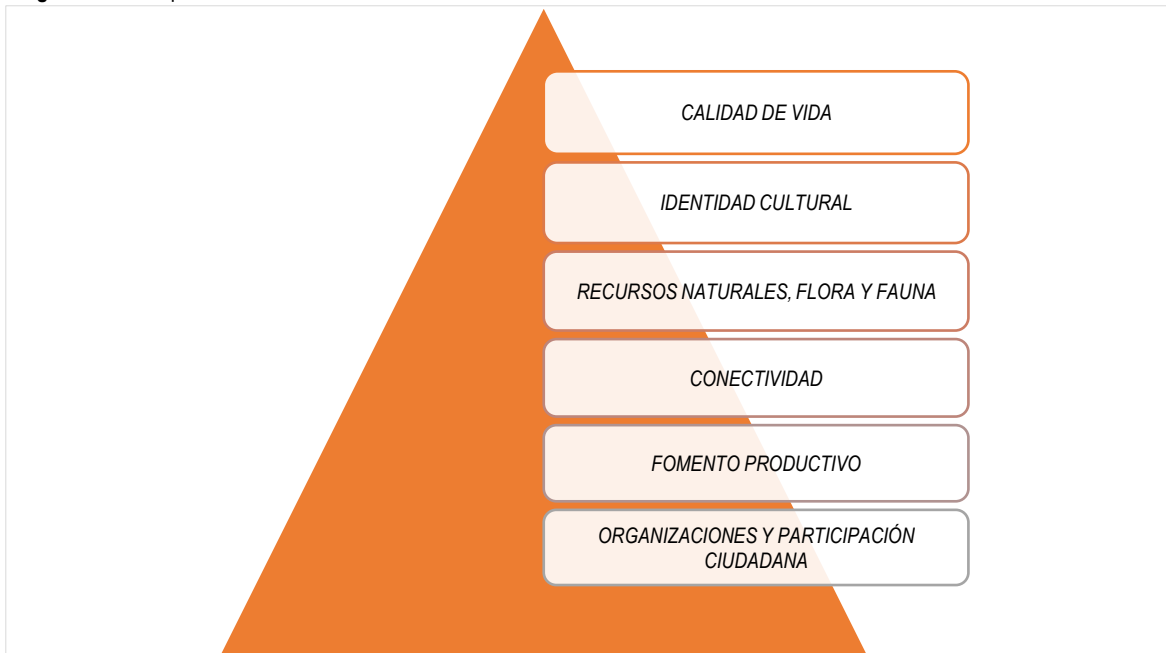 CALIDAD DE VIDA
IDENTIDAD CULTURAL
RECURSOS NATURALES, FLORA Y FAUNA
CONECTIVIDAD
FOMENTO PRODUCTIVO
ORGANIZACIONES Y PARTICIPACIÓN
CIUDADANA